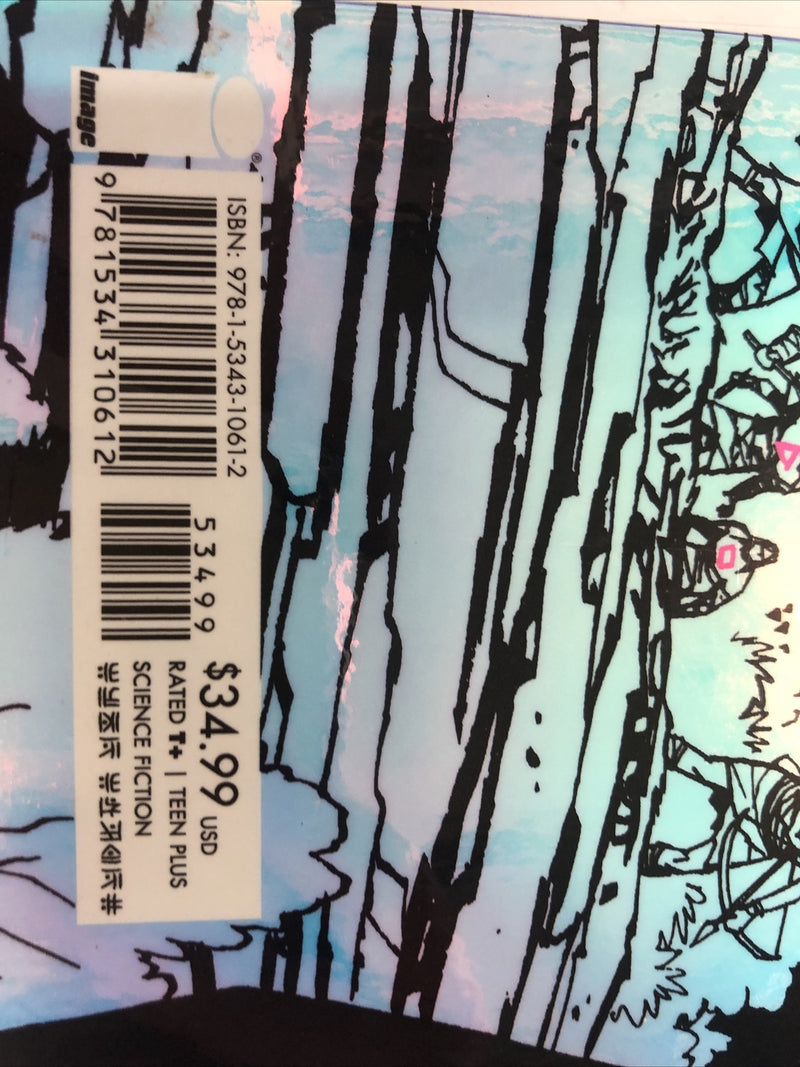 image
®
ISBN: 978-1-5343-1061-2
9 781534 310612
53499
$34.99 USD
RATED T+ | TEEN PLUS
SCIENCE FICTION